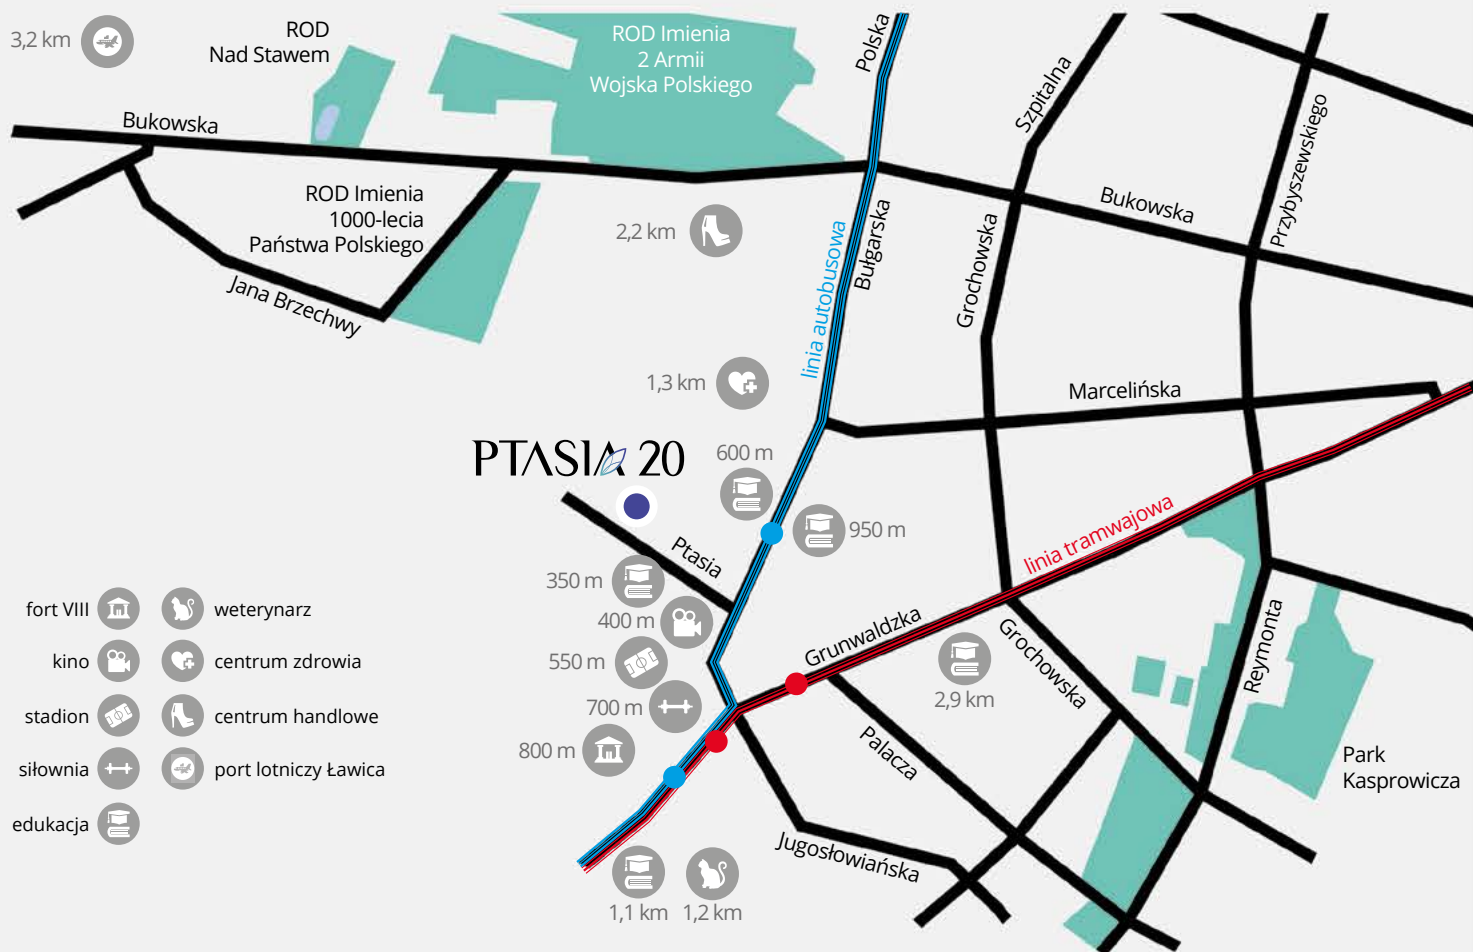 3,2 km
ROD
Nad Stawem
ROD Imienia
2 Armii
Wojska Polskiego
Polska
Szpitalna
Przybyszewskiego
Bukowska
ROD Imienia
1000-lecia
Państwa Polskiego
Jana Brzechwy
2,2 km
linia autobusowa
Bułgarska
Grochowska
Bukowska
1,3 km
Marcelińska
PTASIA 20
600 m
950 m
linia tramwajowa
Ptasia
350 m
400 m
550 m
700 m
800 m
Grunwaldzka
Grochowska
2,9 km
Reymonta
Palacza
Park
Kasprowicza
Jugosłowiańska
1,1 km
1,2 km
fort VIII
weterynarz
kino
centrum zdrowia
stadion
centrum handlowe
siłownia
port lotniczy Ławica
edukacja